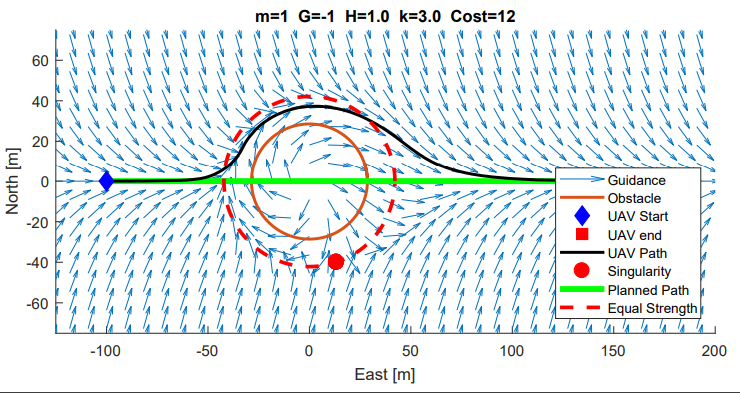 m=1 G=-1 H=1.0 k=3.0 Cost=12
North [m]
60
40
20
0
-20
-40
-60
-100
-50
0
50
100
150
200
East [m]
Guidance
Obstacle
UAV Start
UAV end
UAV Path
Singularity
Planned Path
Equal Strength